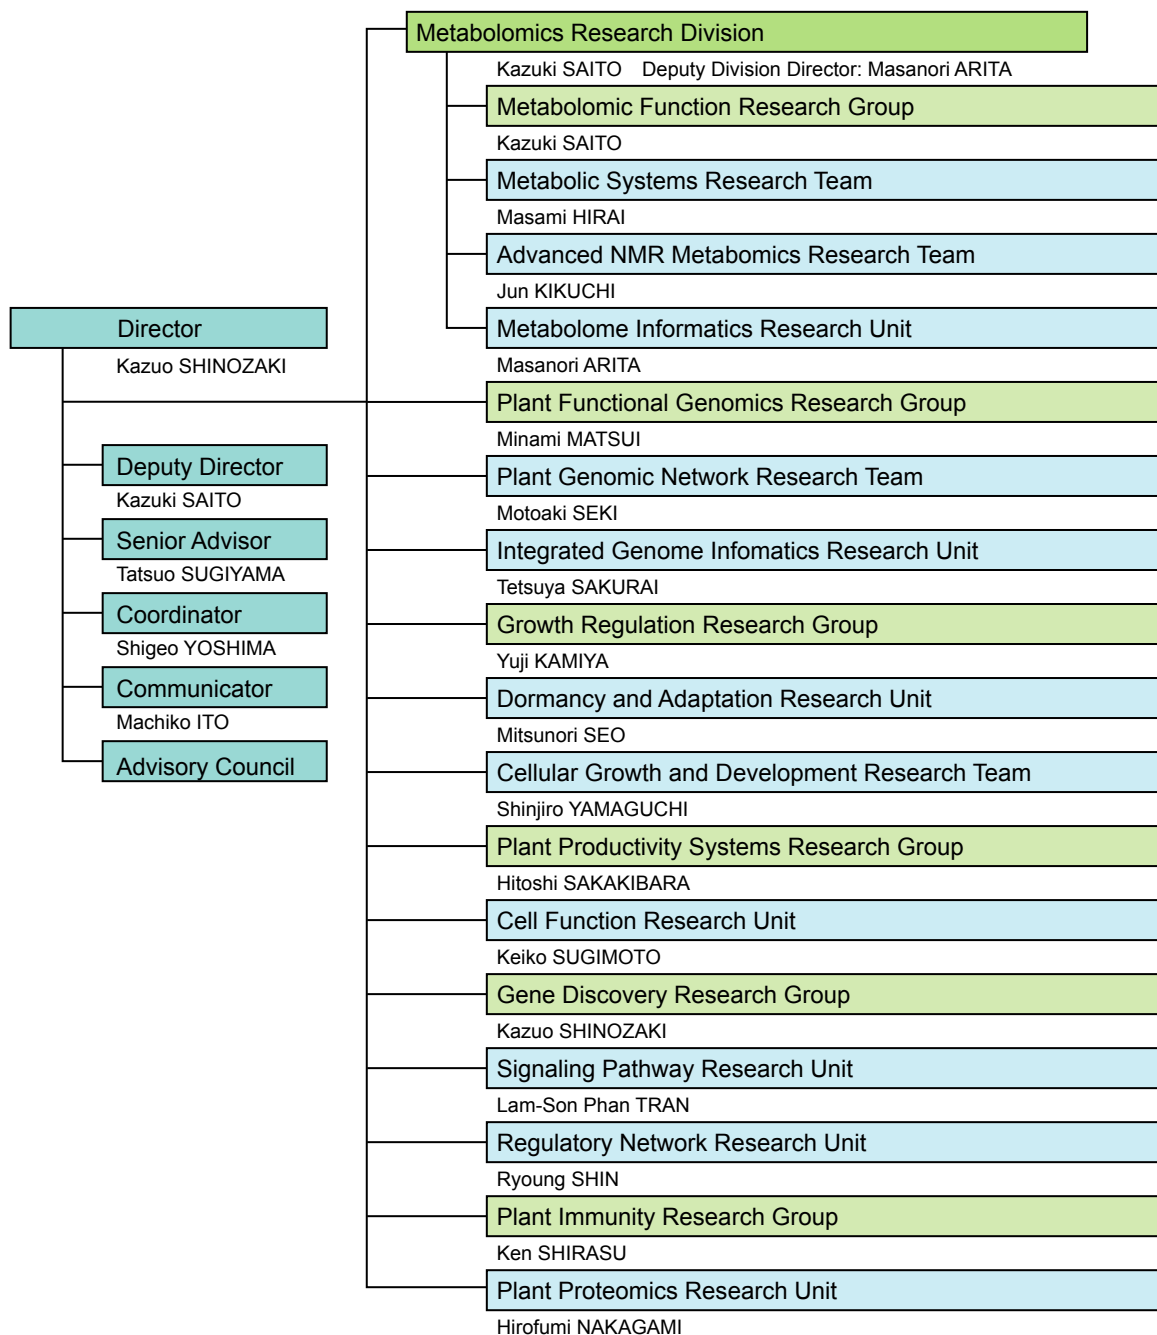 Director
Kazuo SHINOZAKI
Deputy Director
Kazuki SAITO
Senior Advisor
Tatsuo SUGIYAMA
Coordinator
Shigeo YOSHIMA
Communicator
Machiko ITO
Advisory Council
Metabolomics Research Division
Kazuki SAITO Deputy Division Director: Masanori ARITA
Metabolomic Function Research Group
Kazuki SAITO
Metabolic Systems Research Team
Masami HIRAI
Advanced NMR Metabomics Research Team
Jun KIKUCHI
Metabolome Informatics Research Unit
Masanori ARITA
Plant Functional Genomics Research Group
Minami MATSUI
Plant Genomic Network Research Team
Motoaki SEKI
Integrated Genome Infomatics Research Unit
Tetsuya SAKURAI
Growth Regulation Research Group
Yuji KAMIYA
Dormancy and Adaptation Research Unit
Mitsunori SEO
Cellular Growth and Development Research Team
Shinjiro YAMAGUCHI
Plant Productivity Systems Research Group
Hitoshi SAKAKIBARA
Cell Function Research Unit
Keiko SUGIMOTO
Gene Discovery Research Group
Kazuo SHINOZAKI
Signaling Pathway Research Unit
Lam-Son Phan TRAN
Regulatory Network Research Unit
Ryoung SHIN
Plant Immunity Research Group
Ken SHIRASU
Plant Proteomics Research Unit
Hirofumi NAKAGAMI